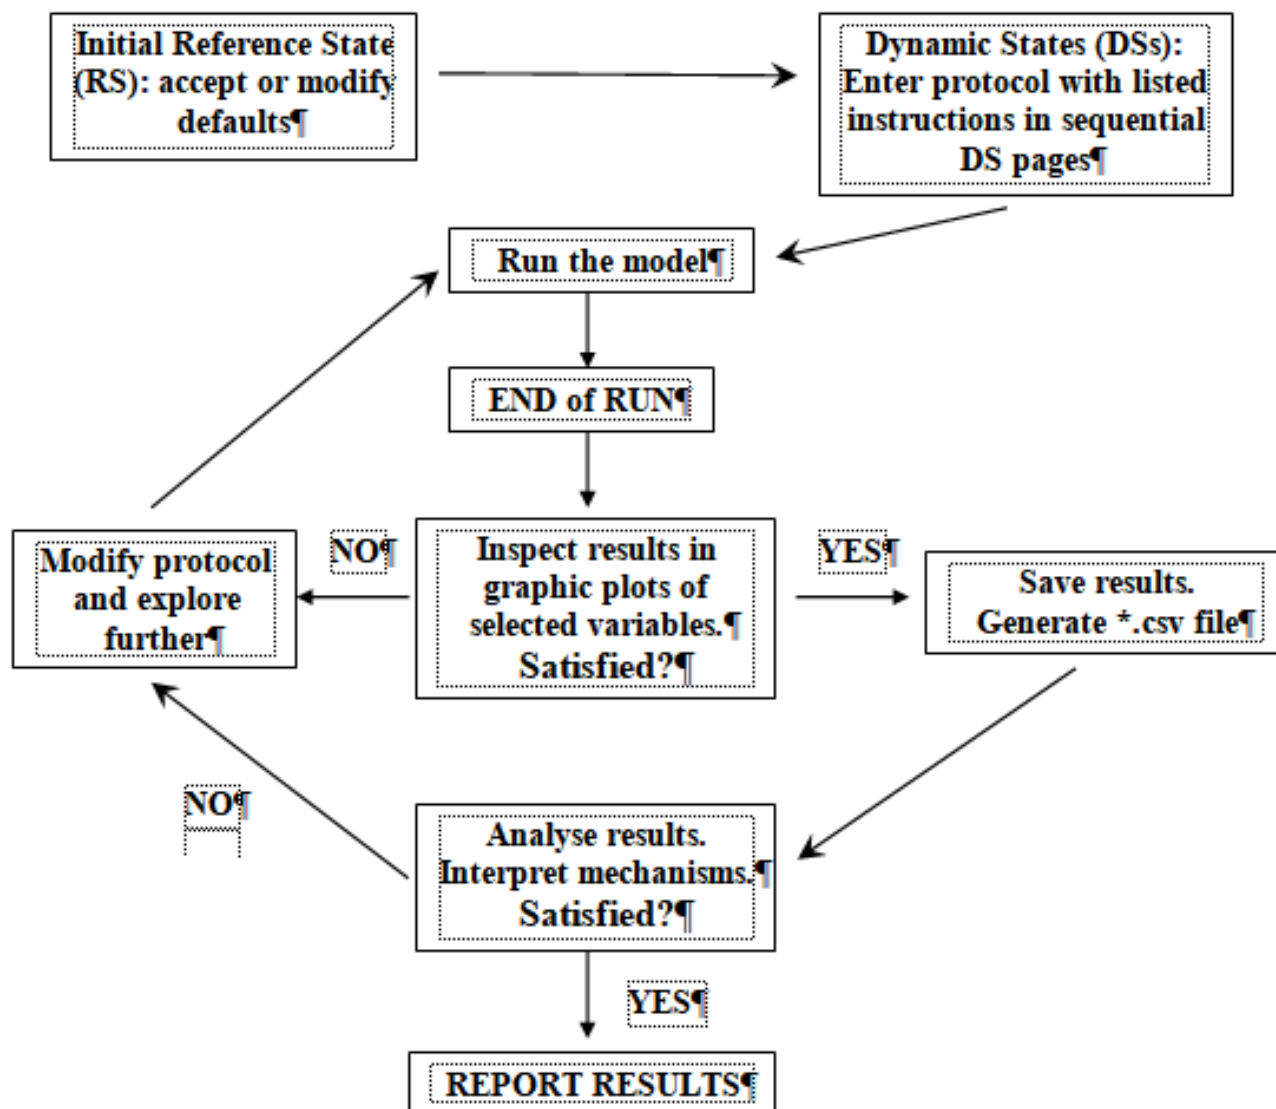 Initial Reference State
(RS): accept or modify
defaults¶
Dynamic States (DSs):
Enter protocol with listed
instructions in sequential
DS pages¶
Run the model¶
END of RUN¶
NO¶
YES¶
Modify protocol
and explore
further¶
Inspect results in
graphic plots of
selected variables.¶
Satisfied?¶
Save results.
Generate *.csv file¶
NO¶
Analyse results.
Interpret mechanisms.¶
Satisfied?¶
YES¶
REPORT RESULTS¶